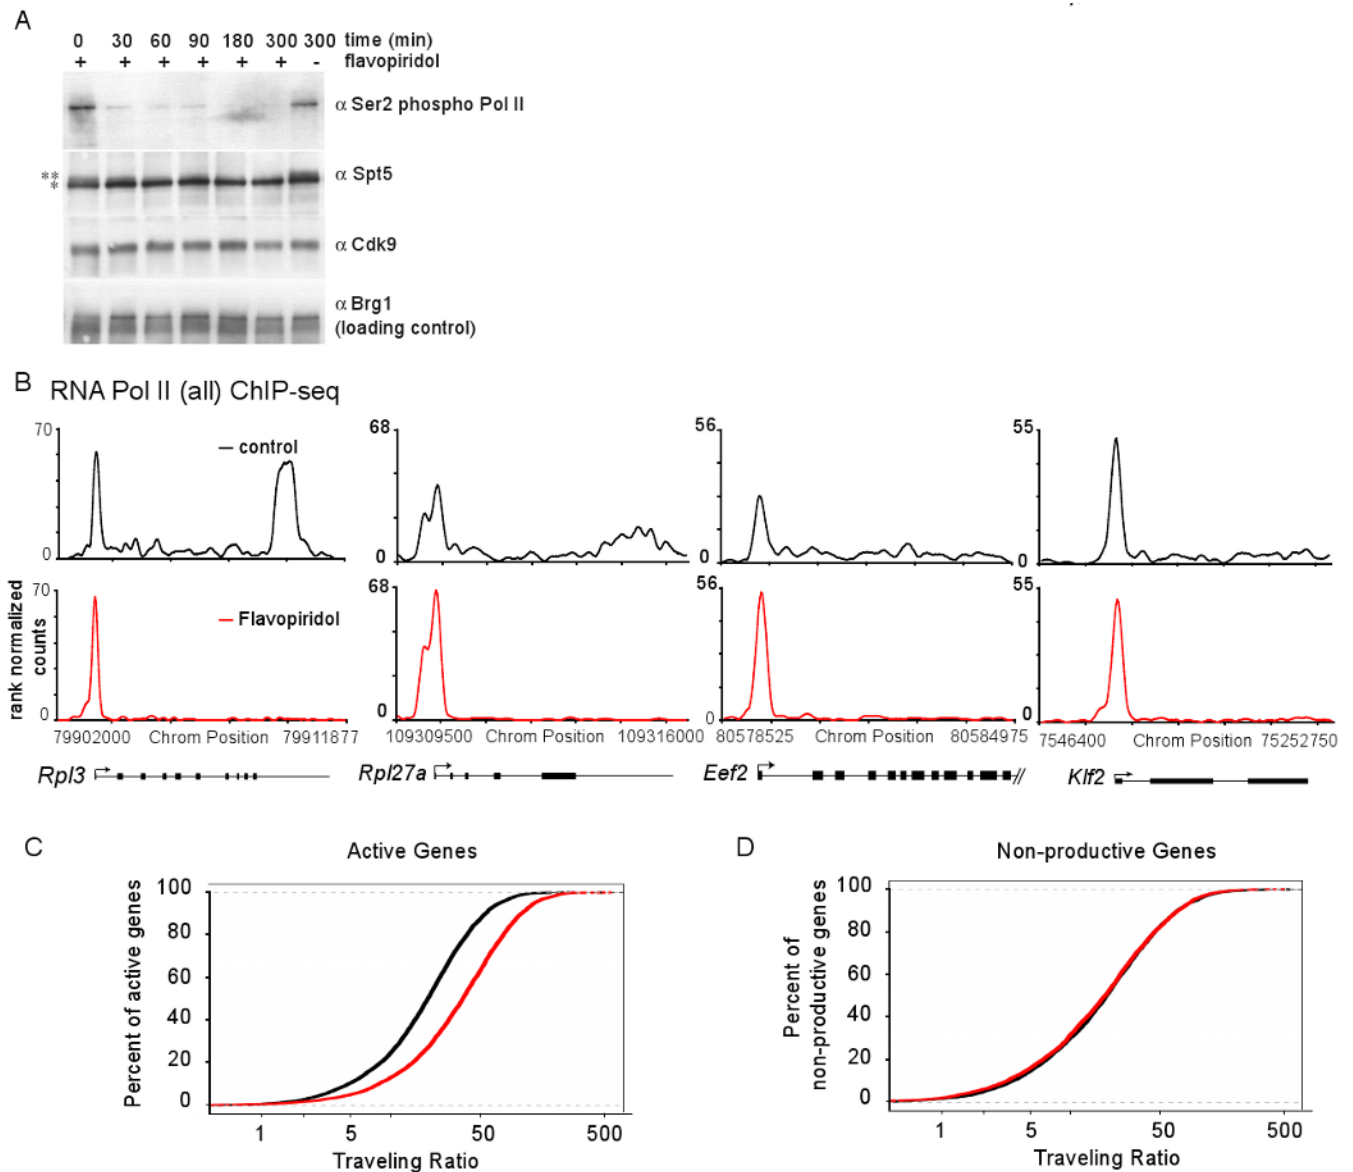 A
0 30 60 90 180 300 300 time (min)
+ + + + + + - flavopiridol
α Ser2 phospho Pol II
**
*
α Spt5
α Cdk9
α Brg1
(loading control)
B RNA Pol II (all) ChIP-seq
70
0
control
68
0
56
0
55
0
rank normalized
counts
70
0
Flavopiridol
68
0
56
0
55
0
79902000 Chrom Position 79911877
109309500 Chrom Position 109316000
80578525 Chrom Position 80584975
7546400 Chrom Position 75252750
Rpl3
Rpl27a
Eef2
Klf2
C
Active Genes
Percent of active genes
100
80
60
40
20
0
1 5 50 500
Traveling Ratio
D
Non-productive Genes
Percent of
non-productive genes
100
80
60
40
20
0
1 5 50 500
Traveling Ratio